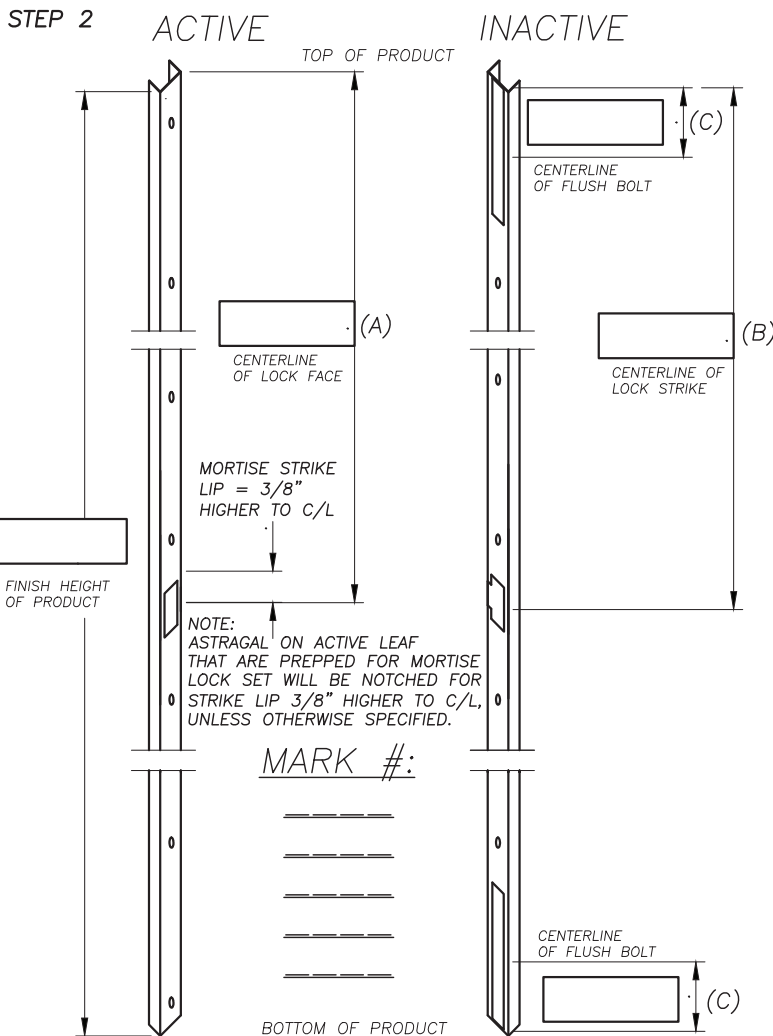 STEP 2
ACTIVE
INACTIVE
TOP OF PRODUCT
(C)
CENTERLINE
OF FLUSH BOLT
(A)
CENTERLINE
OF LOCK FACE
(B)
CENTERLINE OF
LOCK STRIKE
MORTISE STRIKE
LIP = 3/8"
HIGHER TO C/L
FINISH HEIGHT
OF PRODUCT
NOTE:
ASTRAGAL ON ACTIVE LEAF
THAT ARE PREPPED FOR MORTISE
LOCK SET WILL BE NOTCHED FOR
STRIKE LIP 3/8" HIGHER TO C/L,
UNLESS OTHERWISE SPECIFIED.
MARK #:
CENTERLINE
OF FLUSH BOLT
(C)
BOTTOM OF PRODUCT